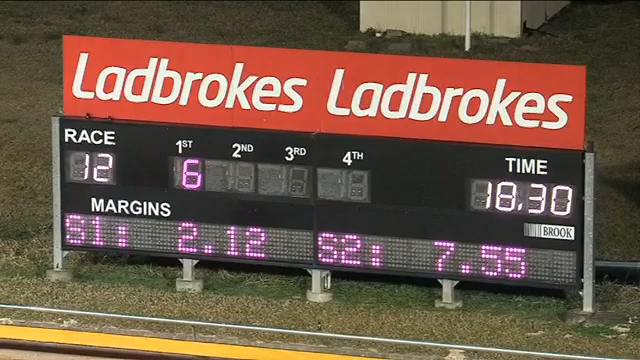 Ladbrokes Ladbrokes
RACE 1ST 2ND 3RD 4TH TIME
12 6 18.30
MARGINS BROOK
S1: 2.12 S2: 7.55